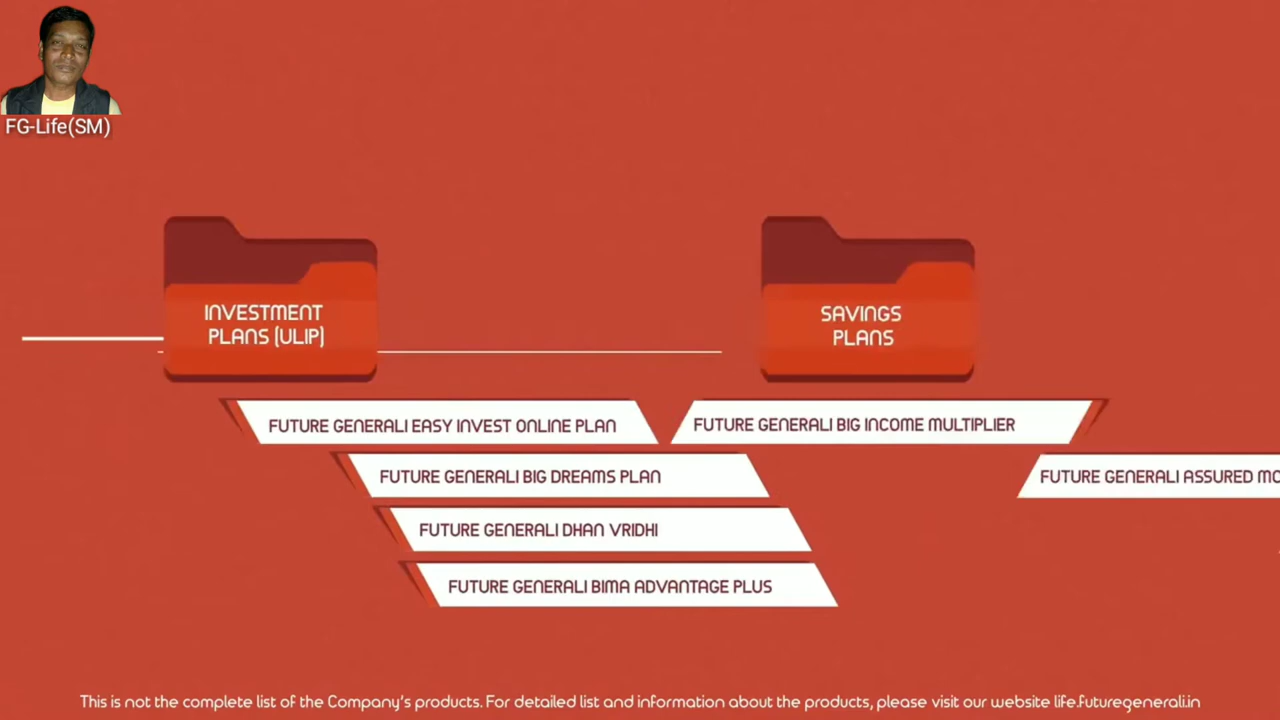 FG-Life(SM)
INVESTMENT
PLANS (ULIP)
SAVINGS
PLANS
FUTURE GENERALI EASY INVEST ONLINE PLAN
FUTURE GENERALI BIG INCOME MULTIPLIER
FUTURE GENERALI BIG DREAMS PLAN
FUTURE GENERALI ASSURED
FUTURE GENERALI DHAN VRIDHI
FUTURE GENERALI BIMA ADVANTAGE PLUS
This is not the complete list of the Company's products. For detailed list and information about the products, please visit our website life.futuregenerali.in